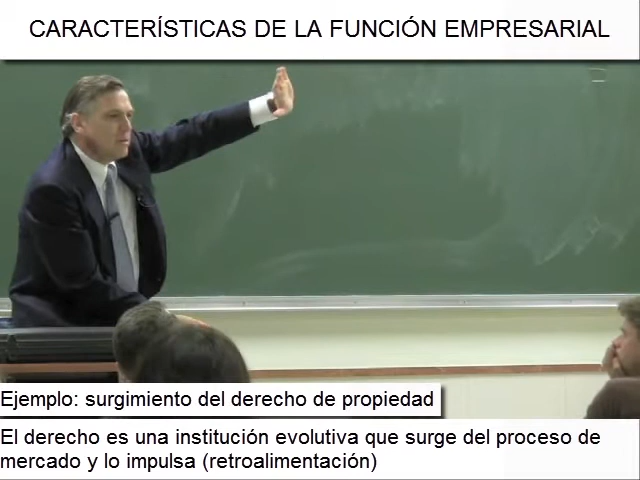 CARACTERÍSTICAS DE LA FUNCIÓN EMPRESARIAL
Ejemplo: surgimiento del derecho de propiedad
El derecho es una institución evolutiva que surge del proceso de
mercado y lo impulsa (retroalimentación)